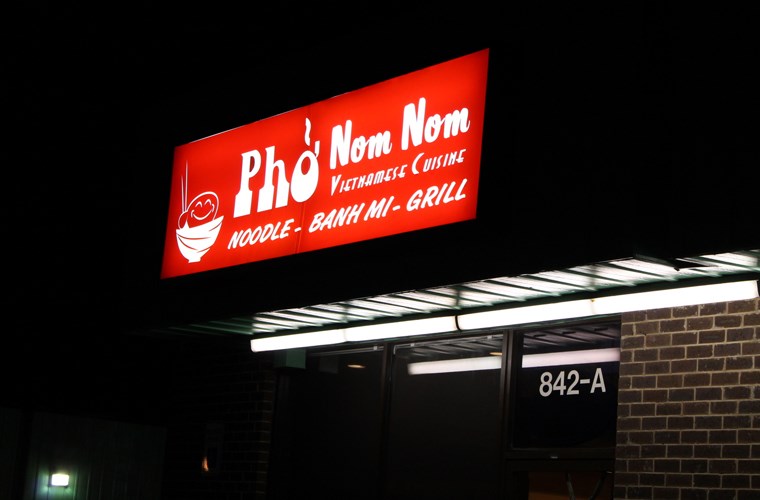 Phở Nom Nom
Vietnamese Cuisine
NOODLE - BANH MI - GRILL
842-A